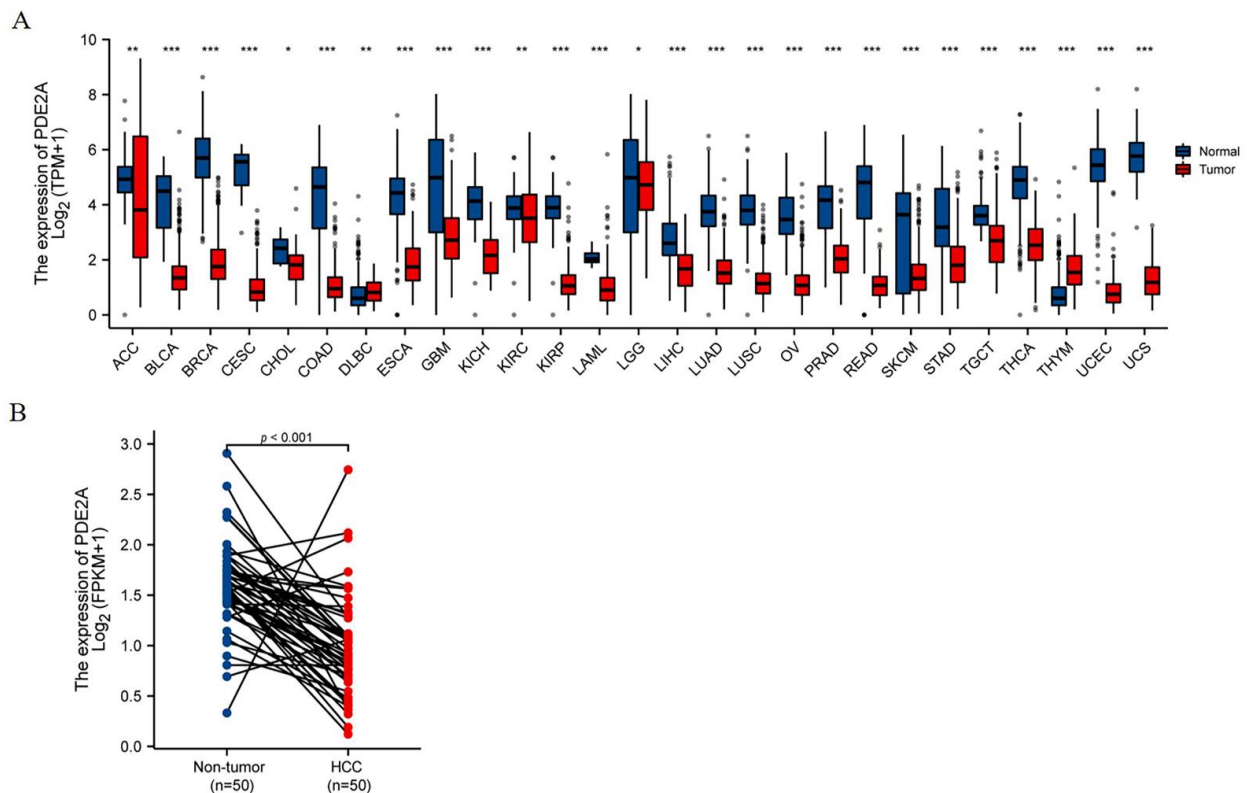 A
The expression of PDE2A
Log2 (TPM+1)
10
8
6
4
2
0
** *** *** *** * *** ** *** *** *** ** *** *** * *** *** *** ** *** *** *** *** *** *** *** *** ***
Normal
Tumor
ACC BLCA BRCA CESC CHOL COAD DLBC ESCA GBM KICH KIRC KIRP LAML LGG LIHC LUAD LUSC OV PRAD READ SKCM STAD TGCT THCA THYM UCEC UCS
B
The expression of PDE2A
Log2 (FPKM+1)
3.0
2.5
2.0
1.5
1.0
0.5
0.0
p < 0.001
Non-tumor HCC
(n=50) (n=50)